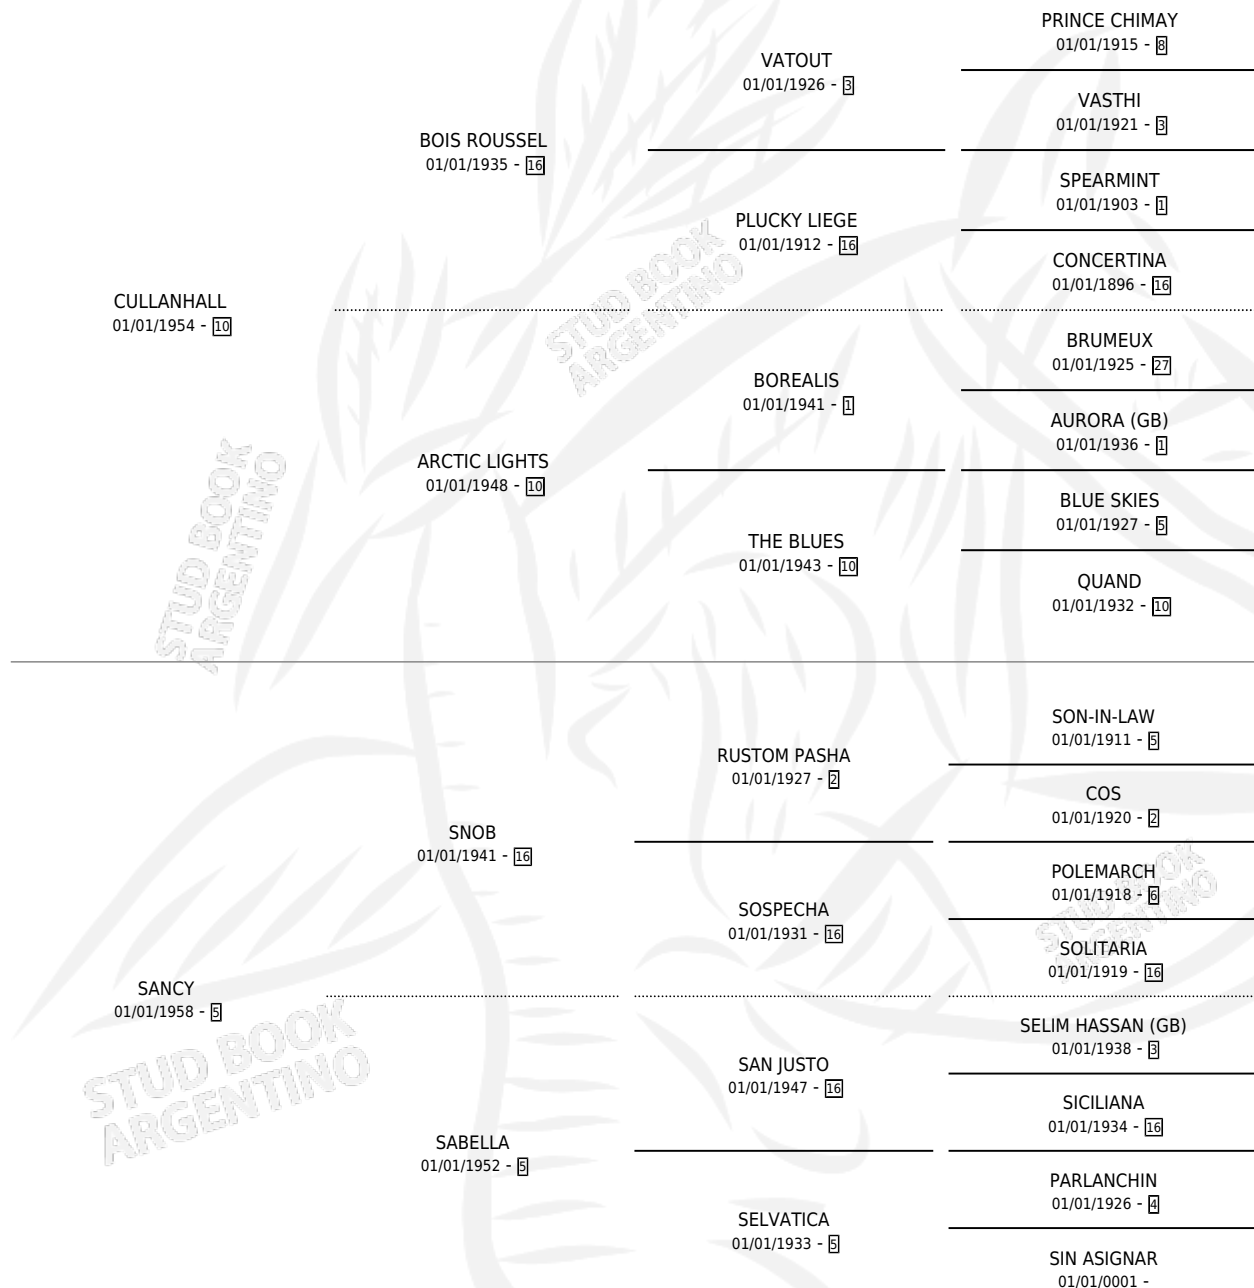 PRINCE CHIMAY
01/01/1915 - 8
VATOUT
01/01/1926 - 3
VASTHI
01/01/1921 - 3
BOIS ROUSSEL
01/01/1935 - 16
SPEARMINT
01/01/1903 - 1
PLUCKY LIEGE
01/01/1912 - 16
CONCERTINA
01/01/1896 - 16
CULLANHALL
01/01/1954 - 10
BRUMEUX
01/01/1925 - 27
BOREALIS
01/01/1941 - 1
AURORA (GB)
01/01/1936 - 1
ARCTIC LIGHTS
01/01/1948 - 10
BLUE SKIES
01/01/1927 - 5
THE BLUES
01/01/1943 - 10
QUAND
01/01/1932 - 10
SON-IN-LAW
01/01/1911 - 5
RUSTOM PASHA
01/01/1927 - 2
COS
01/01/1920 - 2
SNOB
01/01/1941 - 16
POLEMARCH
01/01/1918 - 6
SOSPECHA
01/01/1931 - 16
SOLITARIA
01/01/1919 - 16
SANCY
01/01/1958 - 5
SELIM HASSAN (GB)
01/01/1938 - 3
SAN JUSTO
01/01/1947 - 16
SICILIANA
01/01/1934 - 16
SABELLA
01/01/1952 - 5
PARLANCHIN
01/01/1926 - 4
SELVATICA
01/01/1933 - 5
SIN ASIGNAR
01/01/0001 -
STUD BOOK
ARGENTINO
STUD BOOK
ARGENTINO
STUD BOOK
ARGENTINO
STUD BOOK
ARGENTINO